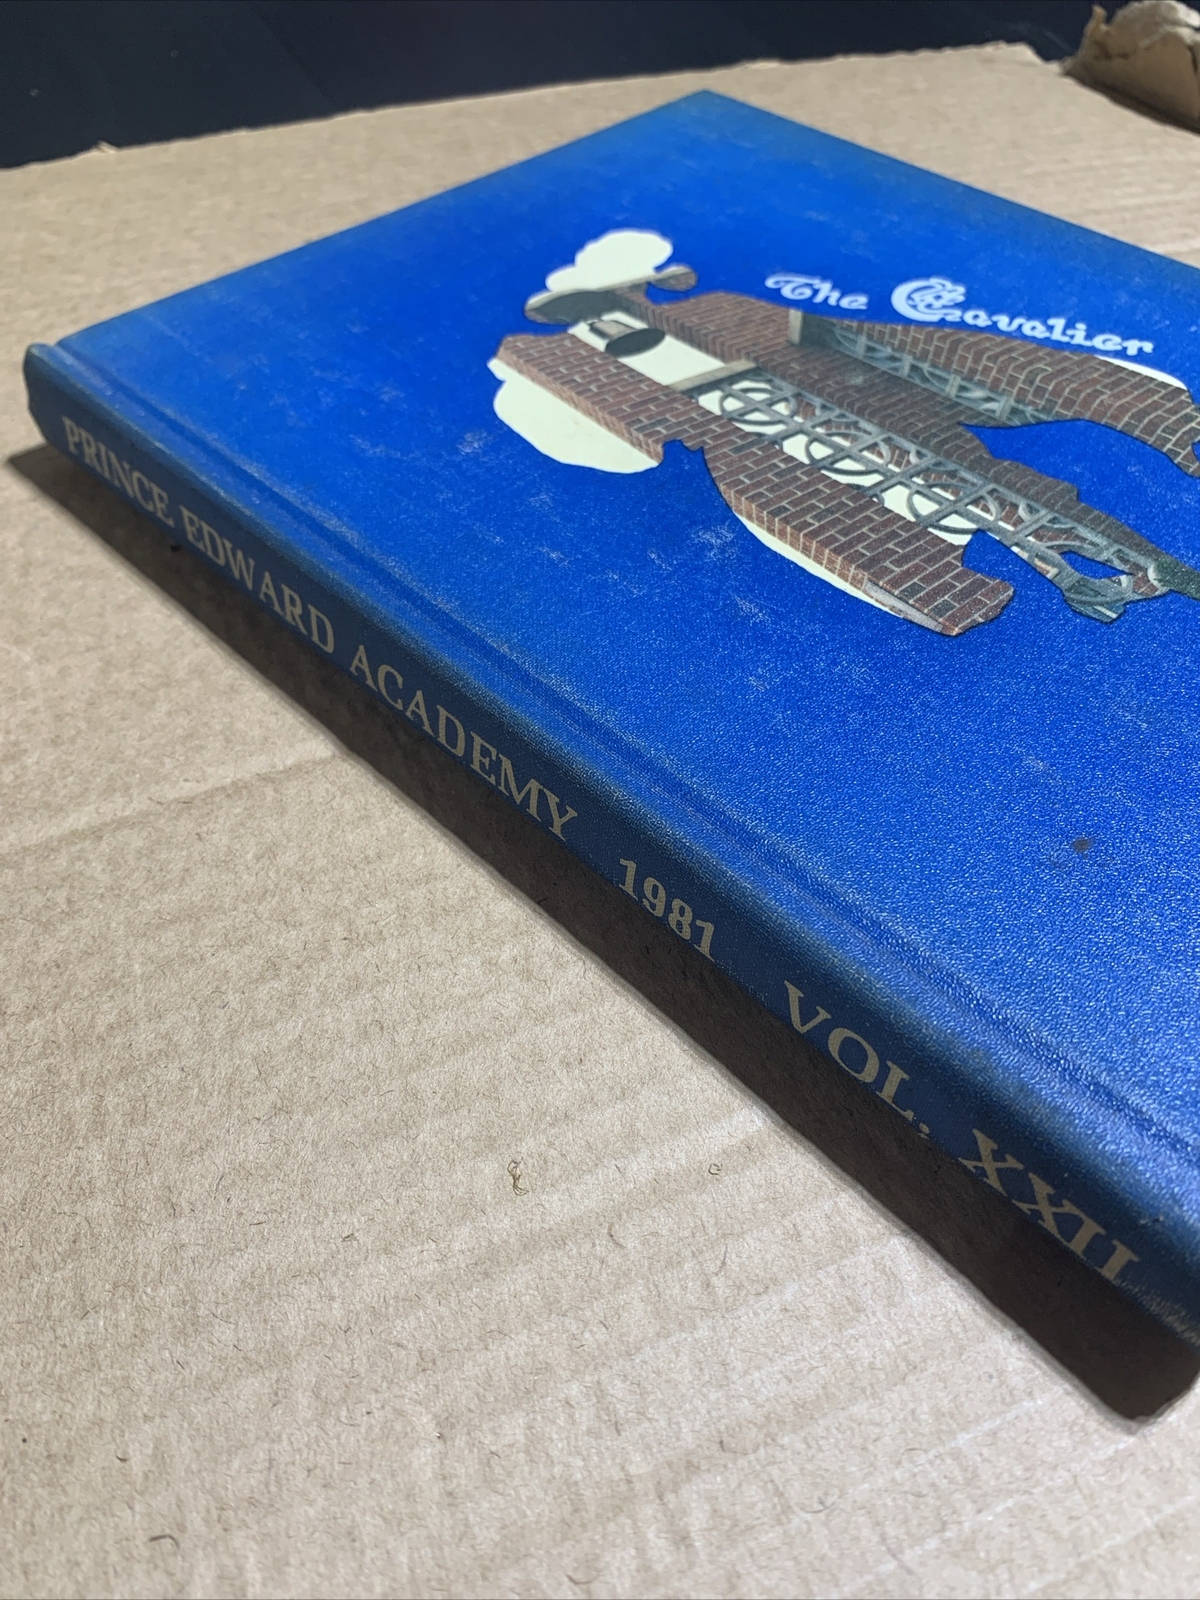 The Cavalier
PRINCE EDWARD ACADEMY 1981 VOL. XXII